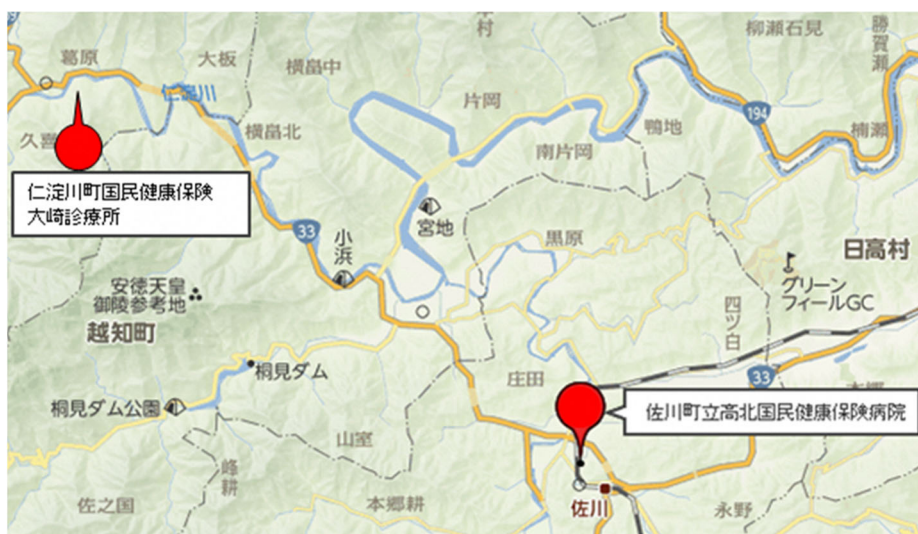 村
柳瀬石見
勝賀瀬
葛原
大板
横畠中
仁淀川
片岡
194
久喜
横畠北
鴨地
楠瀬
南片岡
仁淀川町国民健康保険
大崎診療所
33
小浜
宮地
黒原
日高村
安徳天皇
御陵参考地
グリーン
フィールGC
越知町
四ツ白
桐見ダム
庄田
33
桐見ダム公園
佐川町立高北国民健康保険病院
山室
峰耕
佐之国
本郷耕
佐川
永野